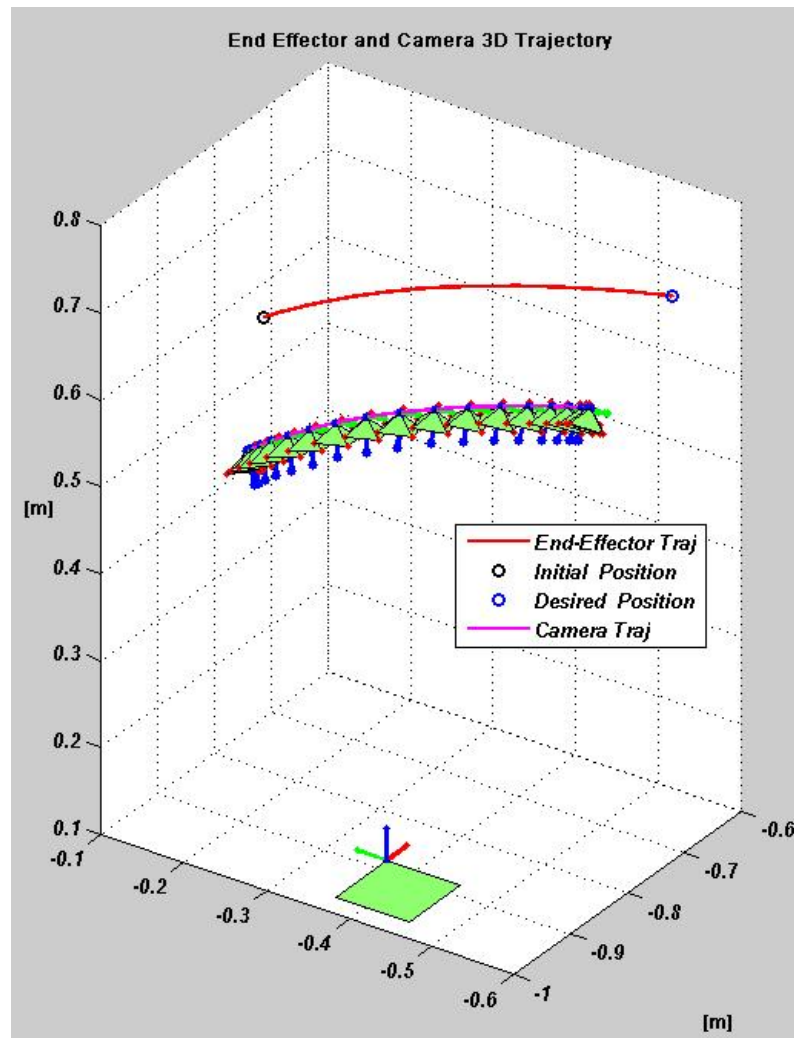 End Effector and Camera 3D Trajectory
0.8
0.7
0.6
0.5
[m]
0.4
0.3
0.2
0.1
End-Effector Traj
Initial Position
Desired Position
Camera Traj
-0.1
-0.2
-0.3
-0.4
-0.5
-0.6
-1
-0.9
-0.8
-0.7
-0.6
[m]